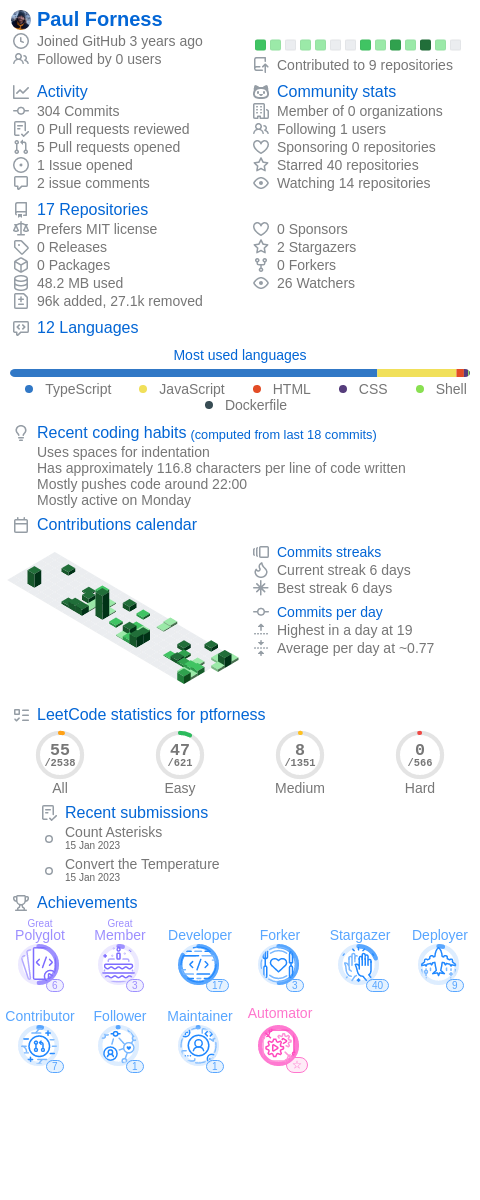 Paul Forness
Joined GitHub 3 years ago
Followed by 0 users
Contributed to 9 repositories
Activity
304 Commits
0 Pull requests reviewed
5 Pull requests opened
1 Issue opened
2 issue comments
Community stats
Member of 0 organizations
Following 1 users
Sponsoring 0 repositories
Starred 40 repositories
Watching 14 repositories
17 Repositories
Prefers MIT license
0 Releases
0 Packages
48.2 MB used
96k added, 27.1k removed
0 Sponsors
2 Stargazers
0 Forkers
26 Watchers
12 Languages
Most used languages
TypeScript JavaScript HTML CSS Shell
Dockerfile
Recent coding habits (computed from last 18 commits)
Uses spaces for indentation
Has approximately 116.8 characters per line of code written
Mostly pushes code around 22:00
Mostly active on Monday
Contributions calendar
Commits streaks
Current streak 6 days
Best streak 6 days
Commits per day
Highest in a day at 19
Average per day at ~0.77
LeetCode statistics for ptforness
55 47 8 0
/2538 /621 /1351 /566
All Easy Medium Hard
Recent submissions
Count Asterisks
15 Jan 2023
Convert the Temperature
15 Jan 2023
Achievements
Great Great
Polyglot Member Developer Forker Stargazer Deployer
6 3 17 3 40 9
Contributor Follower Maintainer Automator
7 1 1